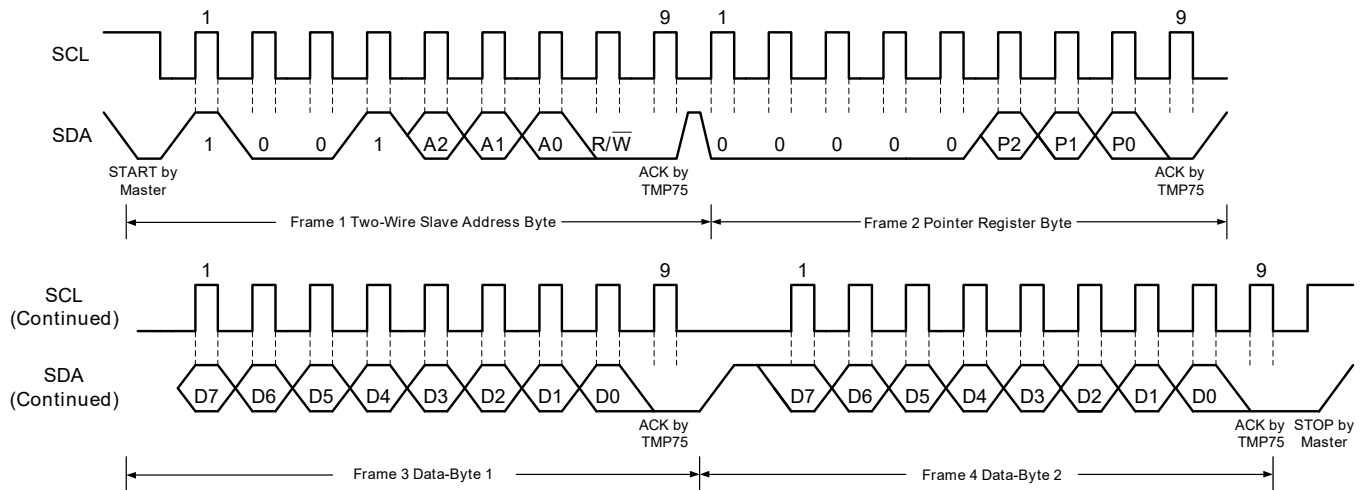 1 9 1 9
SCL
SDA
1 0 0 1 A2 A1 A0 R/W̅ 0 0 0 0 0 P2 P1 P0
START by
Master
ACK by
TMP75
ACK by
TMP75
Frame 1 Two-Wire Slave Address Byte
Frame 2 Pointer Register Byte
1 9 1 9
SCL
(Continued)
SDA
(Continued)
D7 D6 D5 D4 D3 D2 D1 D0 D7 D6 D5 D4 D3 D2 D1 D0
ACK by
TMP75
ACK by
TMP75
STOP by
Master
Frame 3 Data-Byte 1
Frame 4 Data-Byte 2